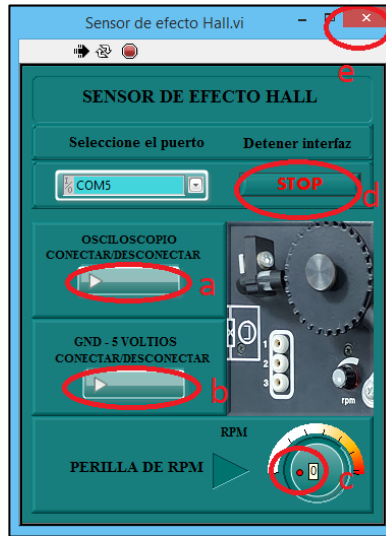 Sensor de efecto Hall.vi
e
SENSOR DE EFECTO HALL
Seleccione el puerto
Detener interfaz
I/O COM5
STOP
d
OSCILOSCOPIO
CONECTAR/DESCONECTAR
a
GND - 5 VOLTIOS
CONECTAR/DESCONECTAR
b
1
2
3
rpm
RPM
PERILLA DE RPM
0
c